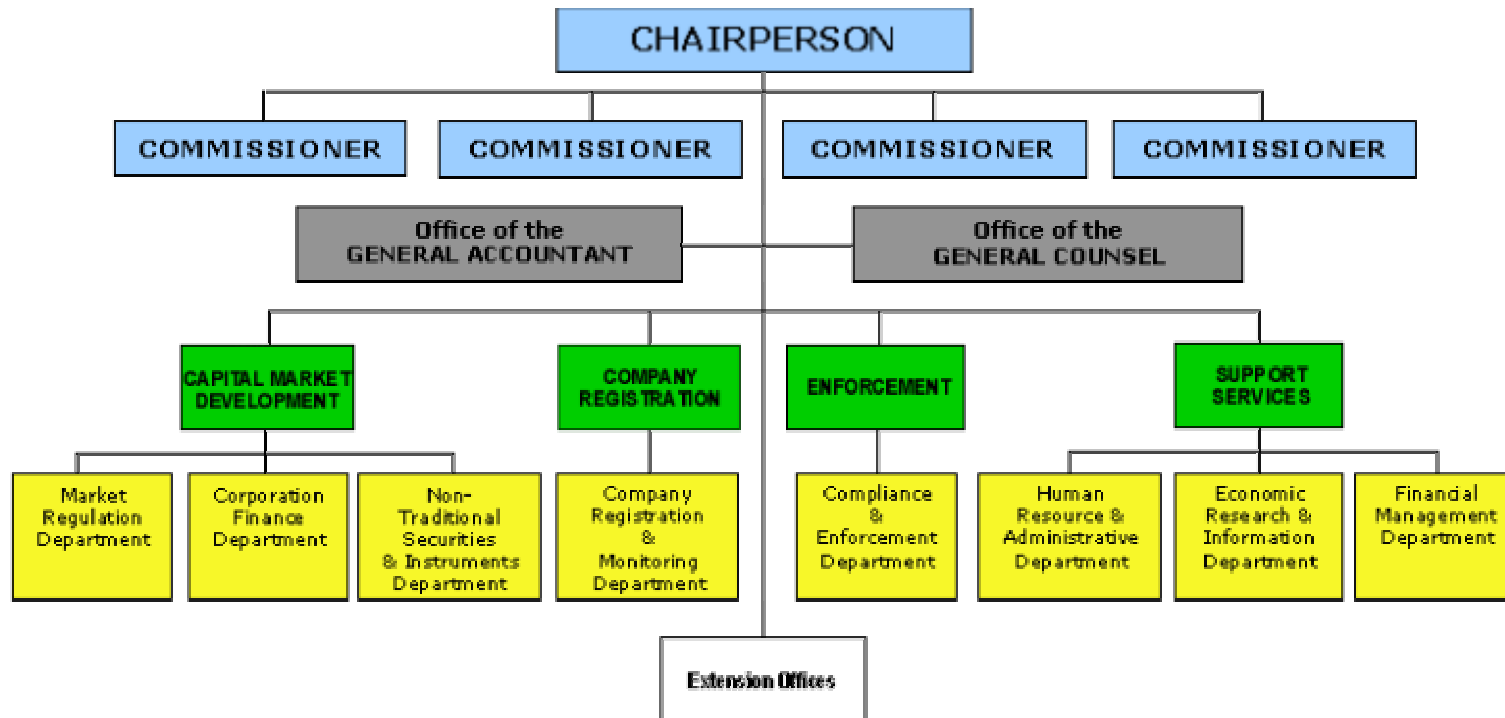 CHAIRPERSON
COMMISSIONER
COMMISSIONER
COMMISSIONER
COMMISSIONER
Office of the
GENERAL ACCOUNTANT
Office of the
GENERAL COUNSEL
CAPITAL MARKET
DEVELOPMENT
COMPANY
REGISTRATION
ENFORCEMENT
SUPPORT
SERVICES
Market
Regulation
Department
Corporation
Finance
Department
Non-
Traditional
Securities
& Instruments
Department
Company
Registration
&
Monitoring
Department
Compliance
&
Enforcement
Department
Human
Resource &
Administrative
Department
Economic
Research &
Information
Department
Financial
Management
Department
Extension Offices